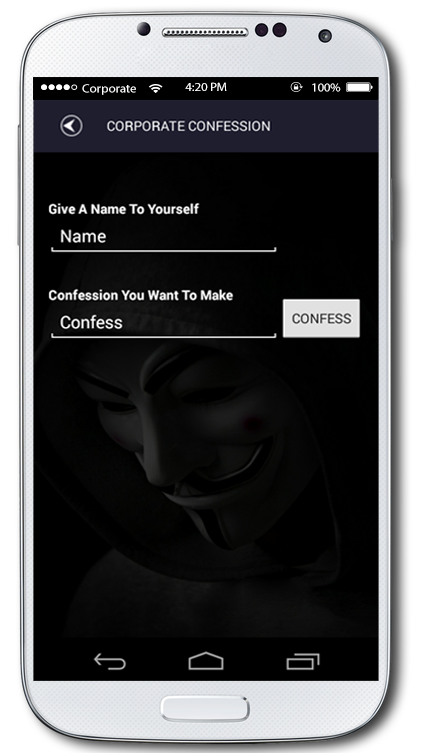 Corporate 4:20 PM 100%
CORPORATE CONFESSION
Give A Name To Yourself
Name
Confession You Want To Make
Confess CONFESS